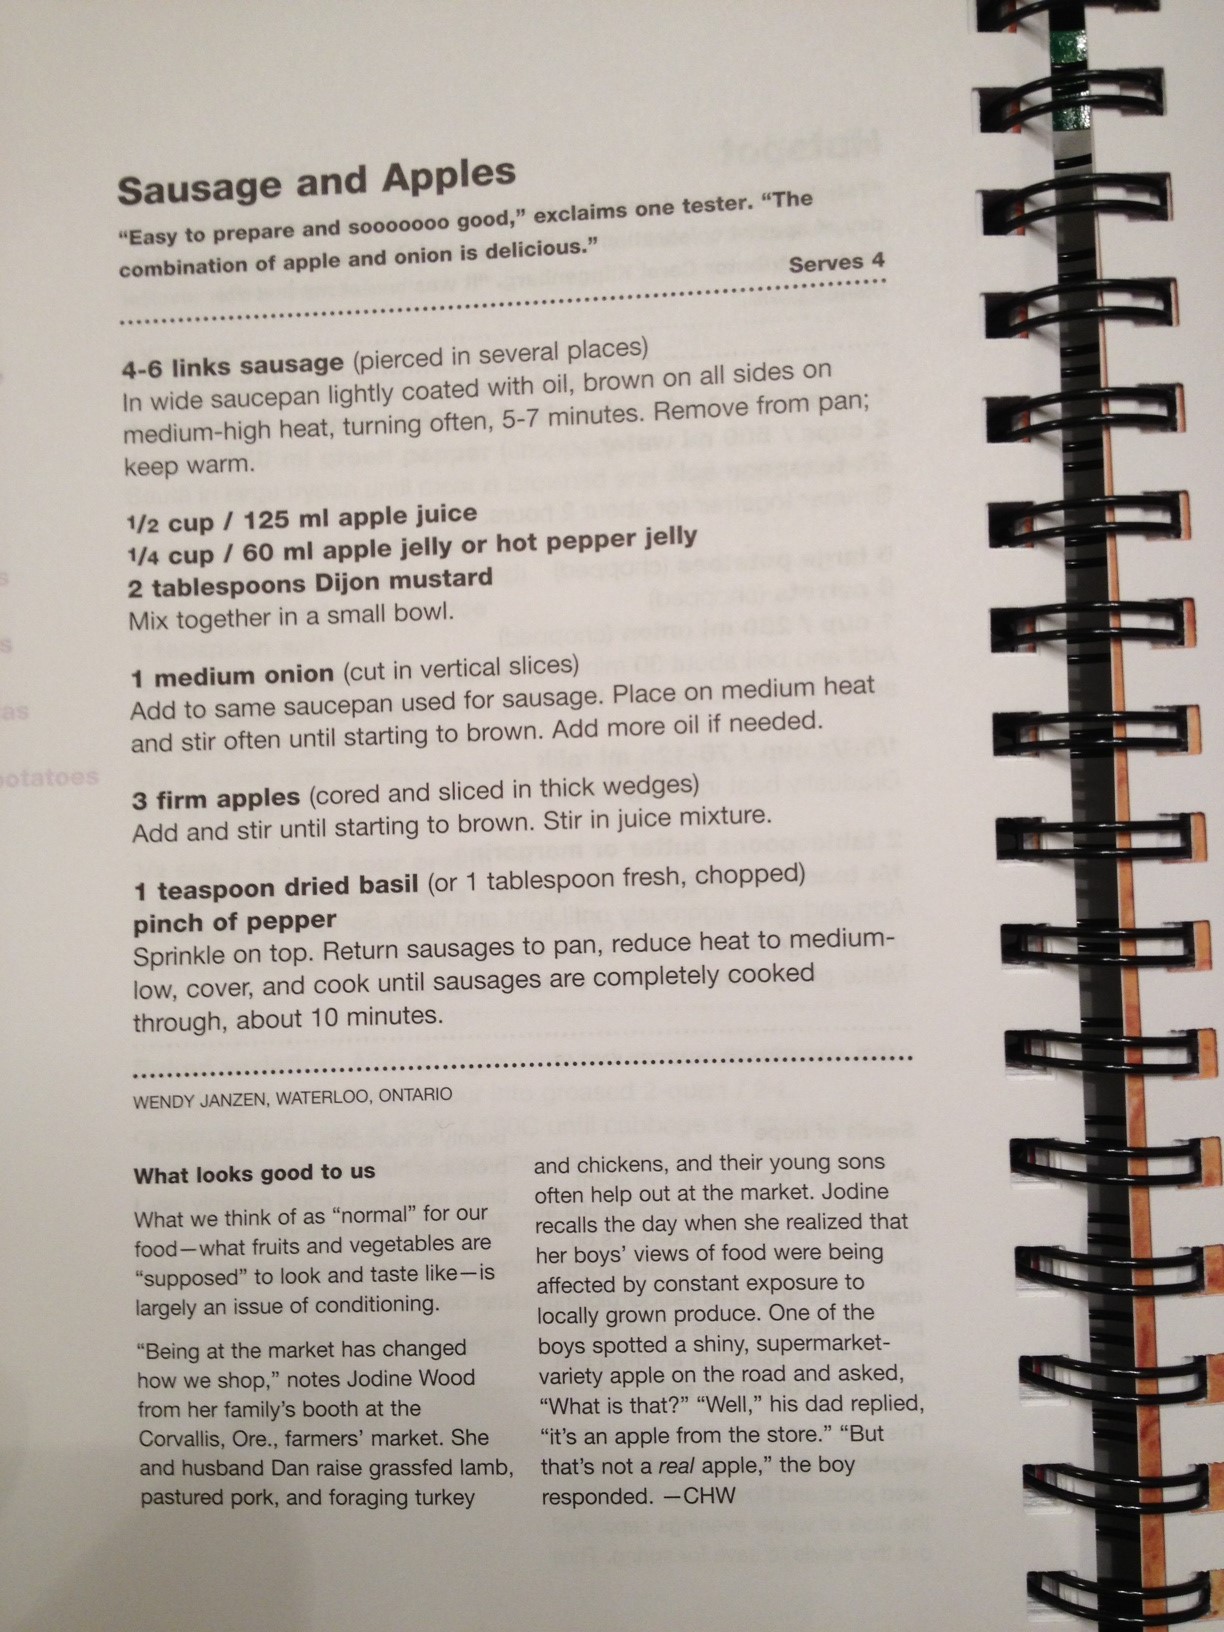 Sausage and Apples
“Easy to prepare and sooooooo good,” exclaims one tester. “The
combination of apple and onion is delicious.”
Serves 4
4-6 links sausage (pierced in several places)
In wide saucepan lightly coated with oil, brown on all sides on
medium-high heat, turning often, 5-7 minutes. Remove from pan;
keep warm.
1/2 cup / 125 ml apple juice
1/4 cup / 60 ml apple jelly or hot pepper jelly
2 tablespoons Dijon mustard
Mix together in a small bowl.
1 medium onion (cut in vertical slices)
Add to same saucepan used for sausage. Place on medium heat
and stir often until starting to brown. Add more oil if needed.
3 firm apples (cored and sliced in thick wedges)
Add and stir until starting to brown. Stir in juice mixture.
1 teaspoon dried basil (or 1 tablespoon fresh, chopped)
pinch of pepper
Sprinkle on top. Return sausages to pan, reduce heat to medium-
low, cover, and cook until sausages are completely cooked
through, about 10 minutes.
WENDY JANZEN, WATERLOO, ONTARIO
What looks good to us
What we think of as “normal” for our
food—what fruits and vegetables are
“supposed” to look and taste like—is
largely an issue of conditioning.
“Being at the market has changed
how we shop,” notes Jodine Wood
from her family’s booth at the
Corvallis, Ore., farmers’ market. She
and husband Dan raise grassfed lamb,
pastured pork, and foraging turkey
and chickens, and their young sons
often help out at the market. Jodine
recalls the day when she realized that
her boys’ views of food were being
affected by constant exposure to
locally grown produce. One of the
boys spotted a shiny, supermarket-
variety apple on the road and asked,
“What is that?” “Well,” his dad replied,
“it’s an apple from the store.” “But
that’s not a real apple,” the boy
responded. —CHW
potatoes